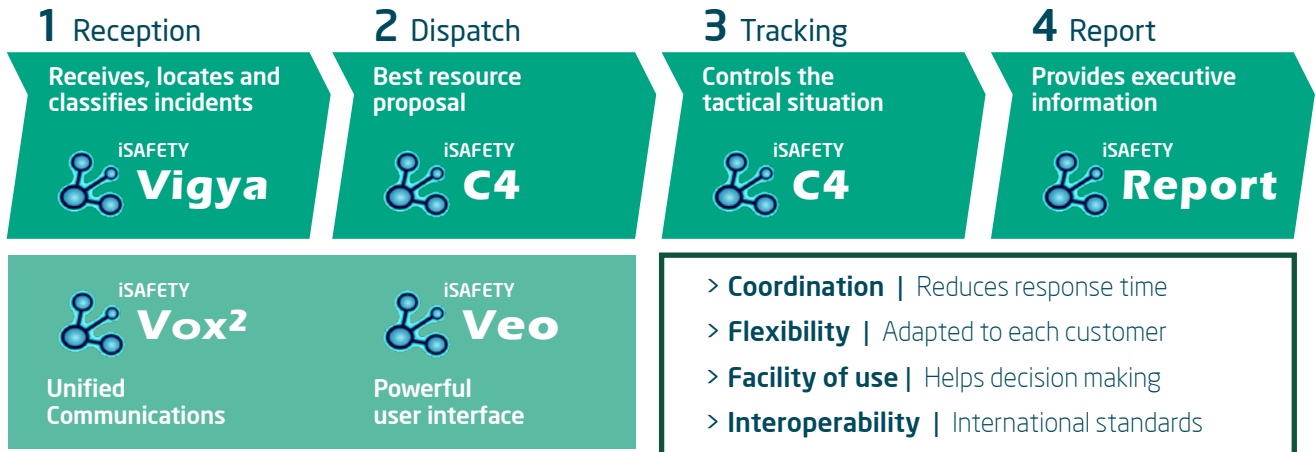 1 Reception
Receives, locates and
classifies incidents
iSAFETY
Vigya
2 Dispatch
Best resource
proposal
iSAFETY
C4
3 Tracking
Controls the
tactical situation
iSAFETY
C4
4 Report
Provides executive
information
iSAFETY
Report
iSAFETY
Vox²
Unified
Communications
iSAFETY
Veo
Powerful
user interface
> Coordination | Reduces response time
> Flexibility | Adapted to each customer
> Facility of use | Helps decision making
> Interoperability | International standards